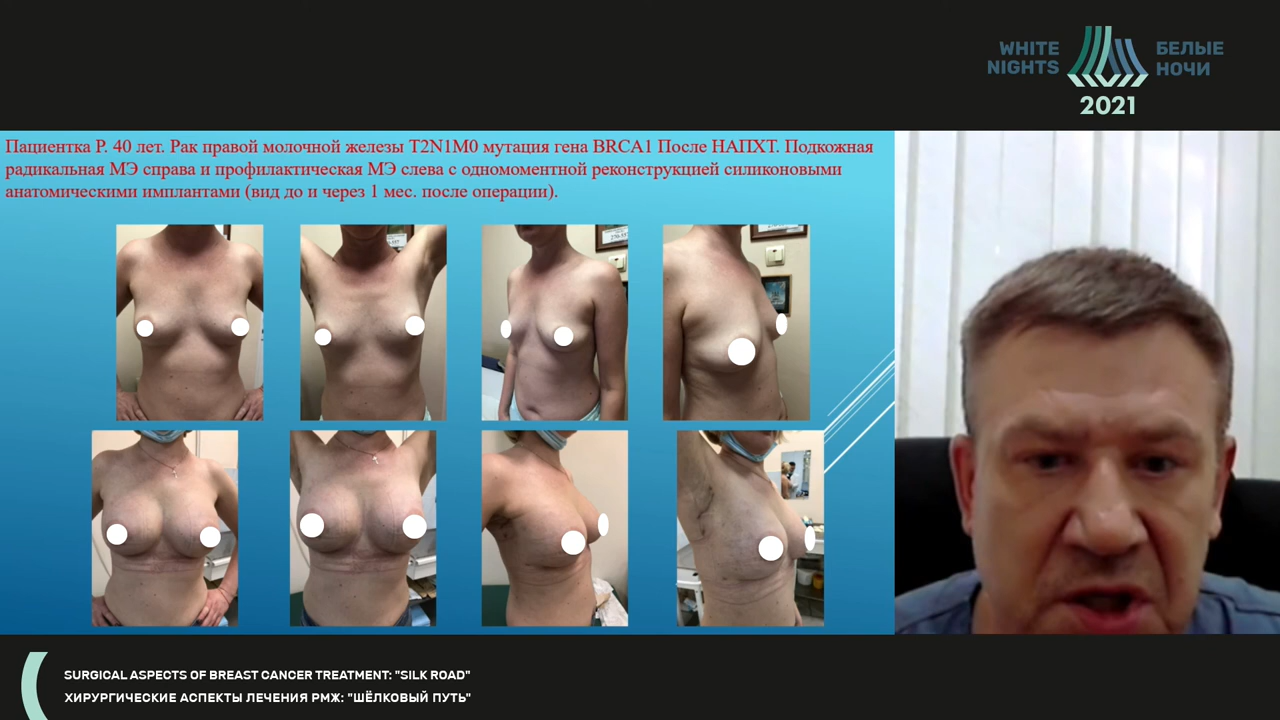 WHITE
NIGHTS
БЕЛЫЕ
НОЧИ
2021
Пациентка Р. 40 лет. Рак правой молочной железы T2N1M0 мутация гена BRCA1 После НАПХТ. Подкожная
радикальная МЭ справа и профилактическая МЭ слева с одномоментной реконструкцией силиконовыми
анатомическими имплантами (вид до и через 1 мес. после операции).
SURGICAL ASPECTS OF BREAST CANCER TREATMENT: "SILK ROAD"
ХИРУРГИЧЕСКИЕ АСПЕКТЫ ЛЕЧЕНИЯ РМЖ: "ШЁЛКОВЫЙ ПУТЬ"